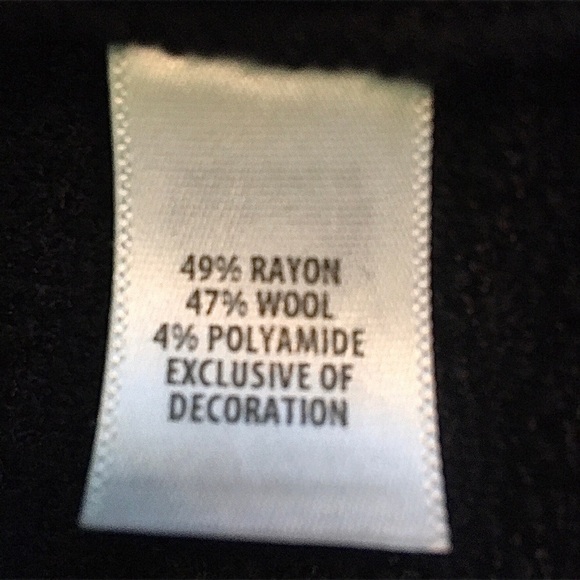 49% RAYON
47% WOOL
4% POLYAMIDE
EXCLUSIVE OF
DECORATION